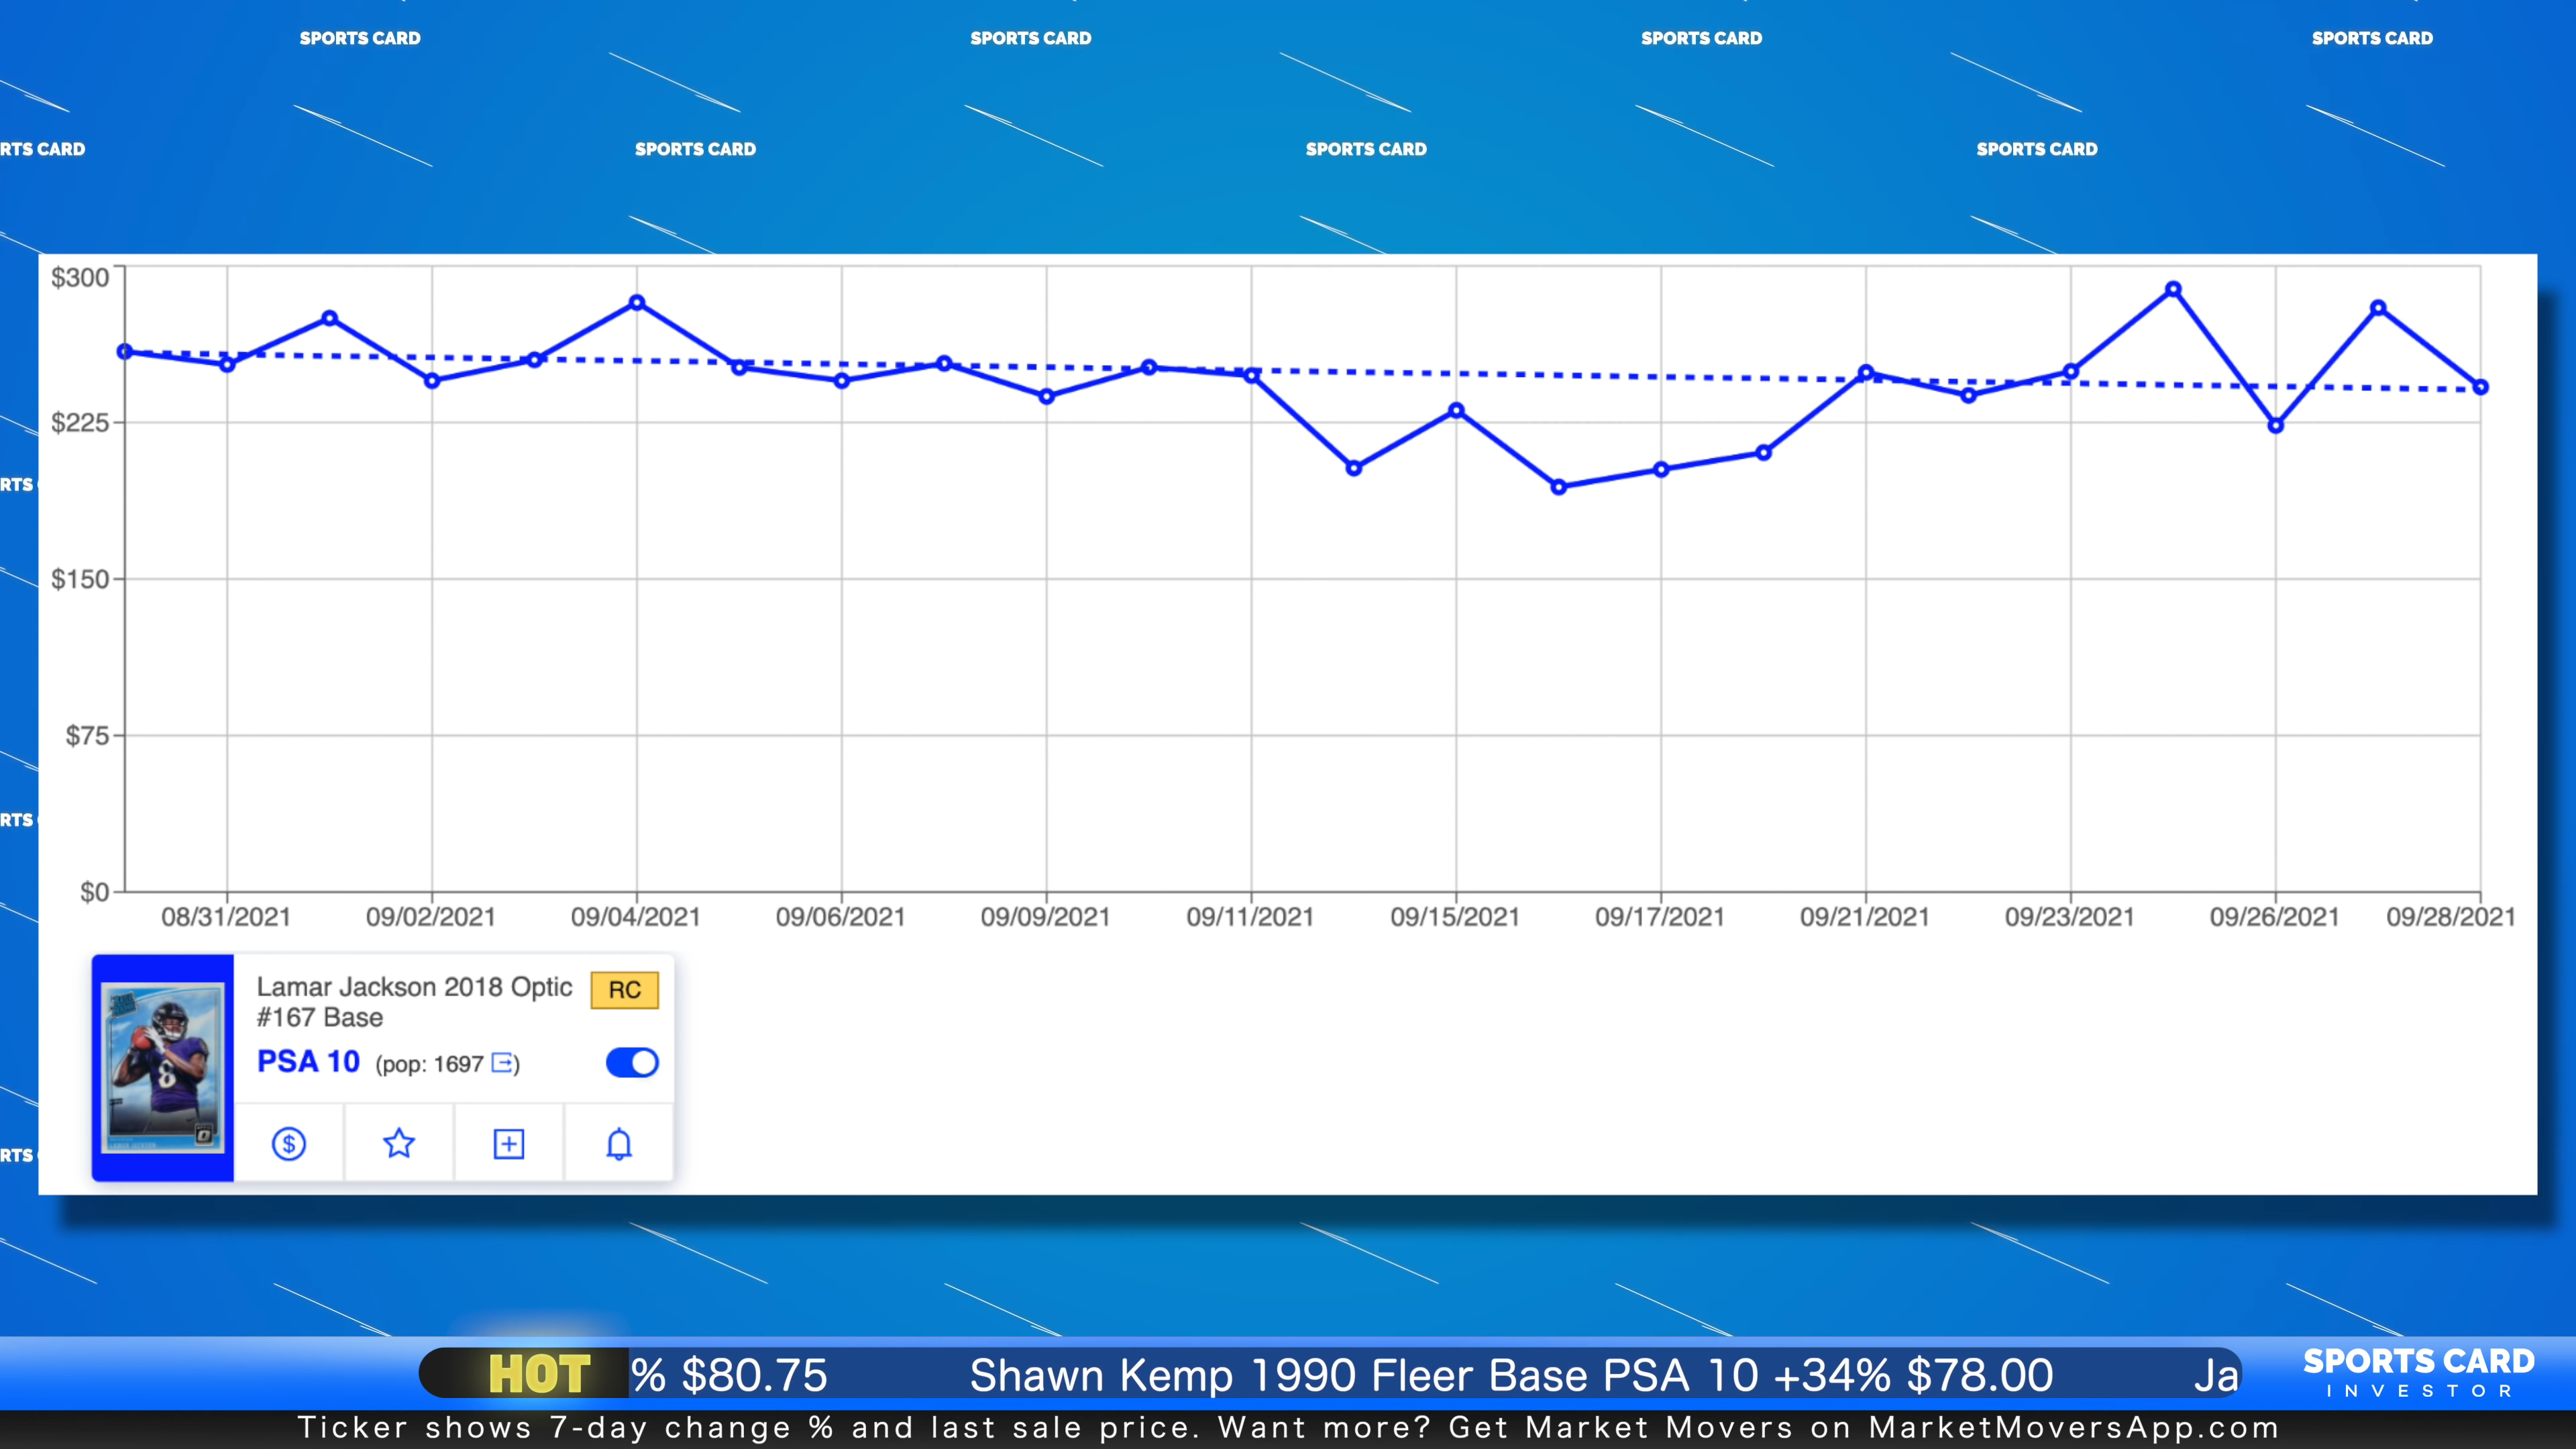 SPORTS CARD
SPORTS CARD
SPORTS CARD
SPORTS CARD
RTS CARD
SPORTS CARD
SPORTS CARD
SPORTS CARD
$300
$225
RTS
$150
$75
RTS
$0
08/31/2021
09/02/2021
09/04/2021
09/06/2021
09/09/2021
09/11/2021
09/15/2021
09/17/2021
09/21/2021
09/23/2021
09/26/2021
09/28/2021
Lamar Jackson 2018 Optic
#167 Base
RC
PSA 10 (pop: 1697)
8
RTS
HOT
% $80.75
Shawn Kemp 1990 Fleer Base PSA 10 +34% $78.00
Ja
SPORTS CARD
INVESTOR
Ticker shows 7-day change % and last sale price. Want more? Get Market Movers on MarketMoversApp.com